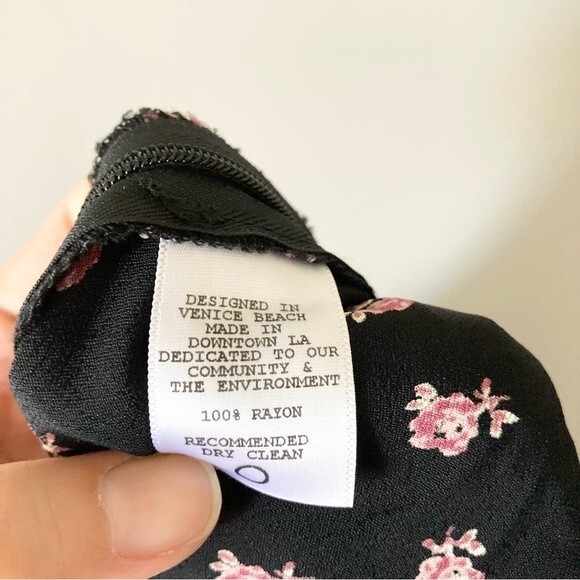 DESIGNED IN
VENICE BEACH
MADE IN
DOWNTOWN LA
DEDICATED TO OUR
COMMUNITY &
THE ENVIRONMENT
100% RAYON
RECOMMENDED
DRY CLEAN